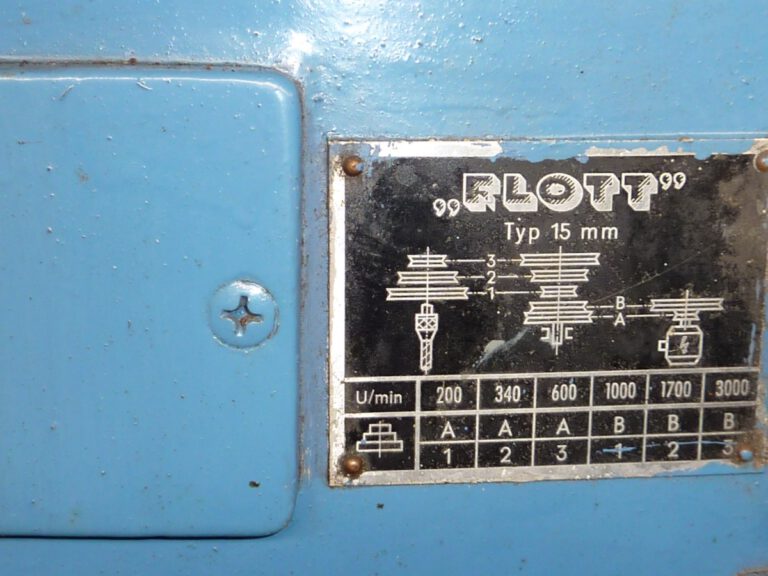 „FLOTT”
Typ 15 mm
3
2
1
B
A
U/min 200 340 600 1000 1700 3000
A A A B B B
1 2 3 1 2 3